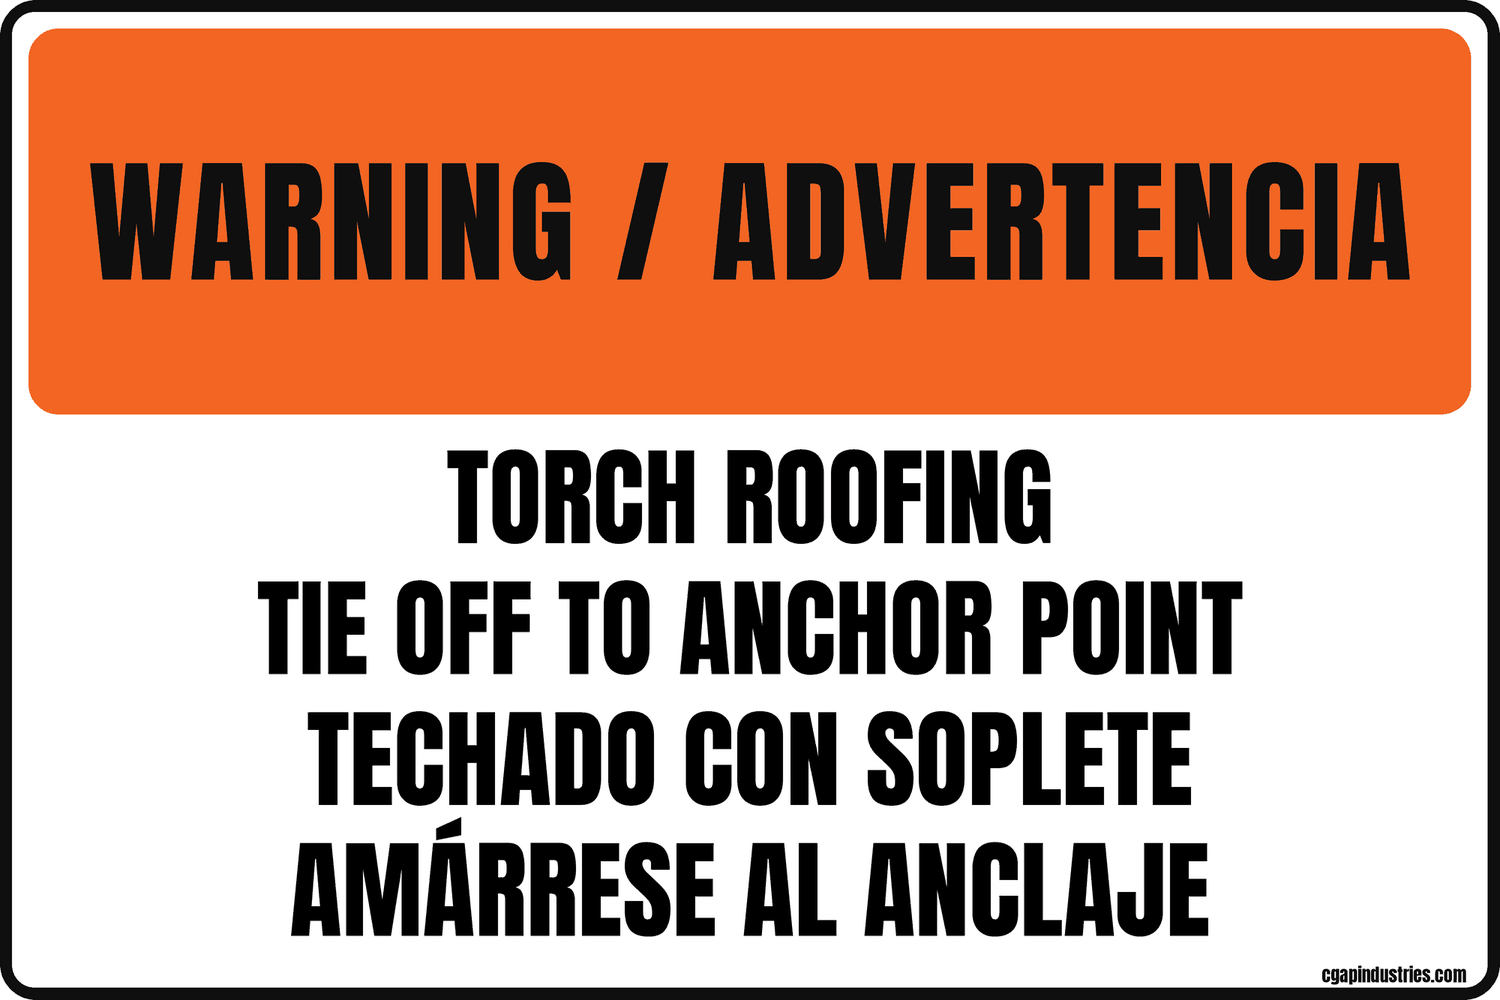 WARNING / ADVERTENCIA
TORCH ROOFING
TIE OFF TO ANCHOR POINT
TECHADO CON SOPLETE
AMÁRRESE AL ANCLAJE
cgapindustries.com